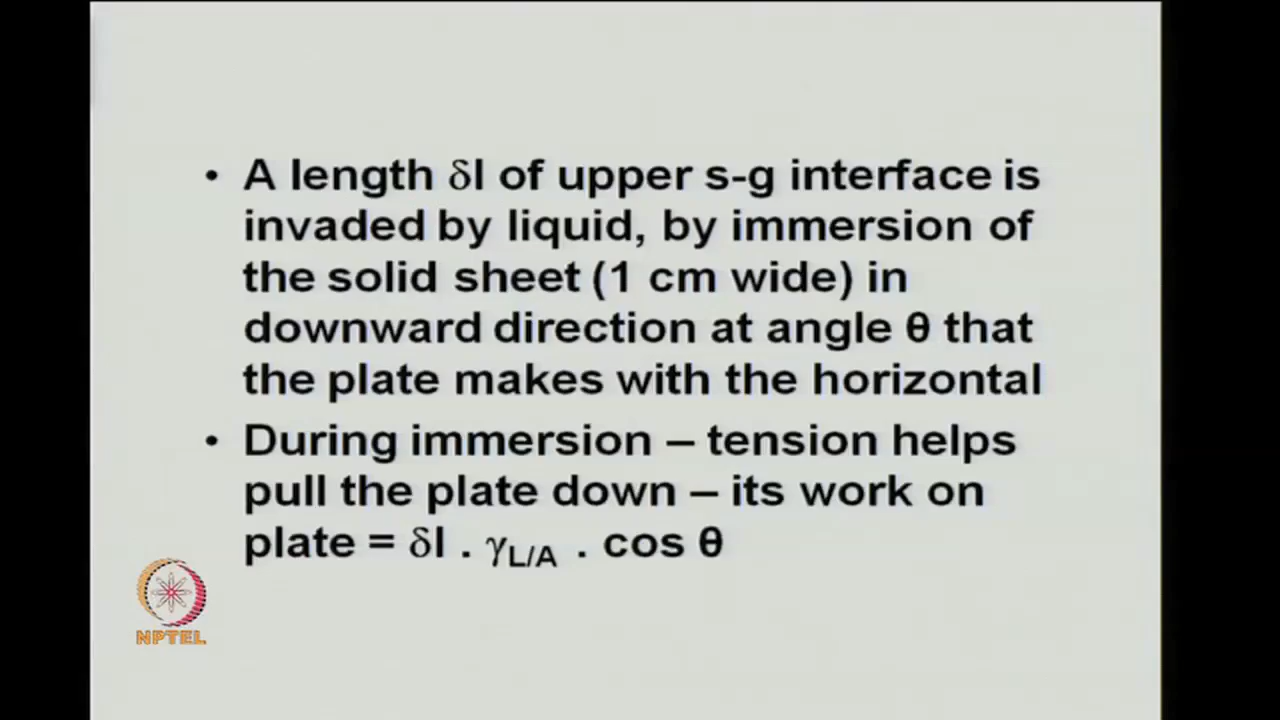 • A length δl of upper s-g interface is
invaded by liquid, by immersion of
the solid sheet (1 cm wide) in
downward direction at angle θ that
the plate makes with the horizontal
• During immersion – tension helps
pull the plate down – its work on
plate = δl . γL/A . cos θ
NPTEL